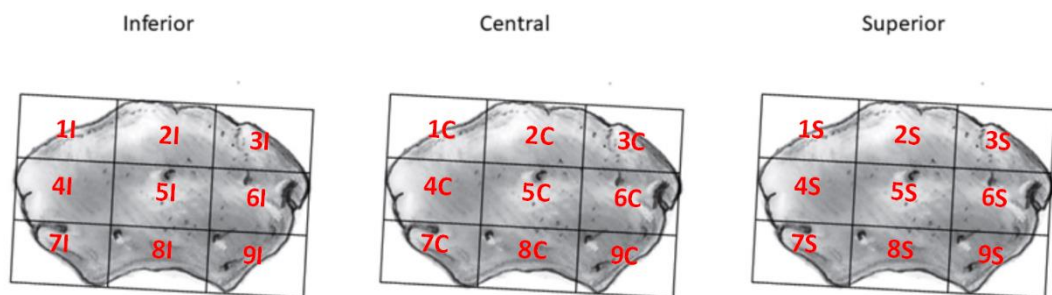 Inferior Central Superior
1I 2I 3I 1C 2C 3C 1S 2S 3S
4I 5I 6I 4C 5C 6C 4S 5S 6S
7I 8I 9I 7C 8C 9C 7S 8S 9S